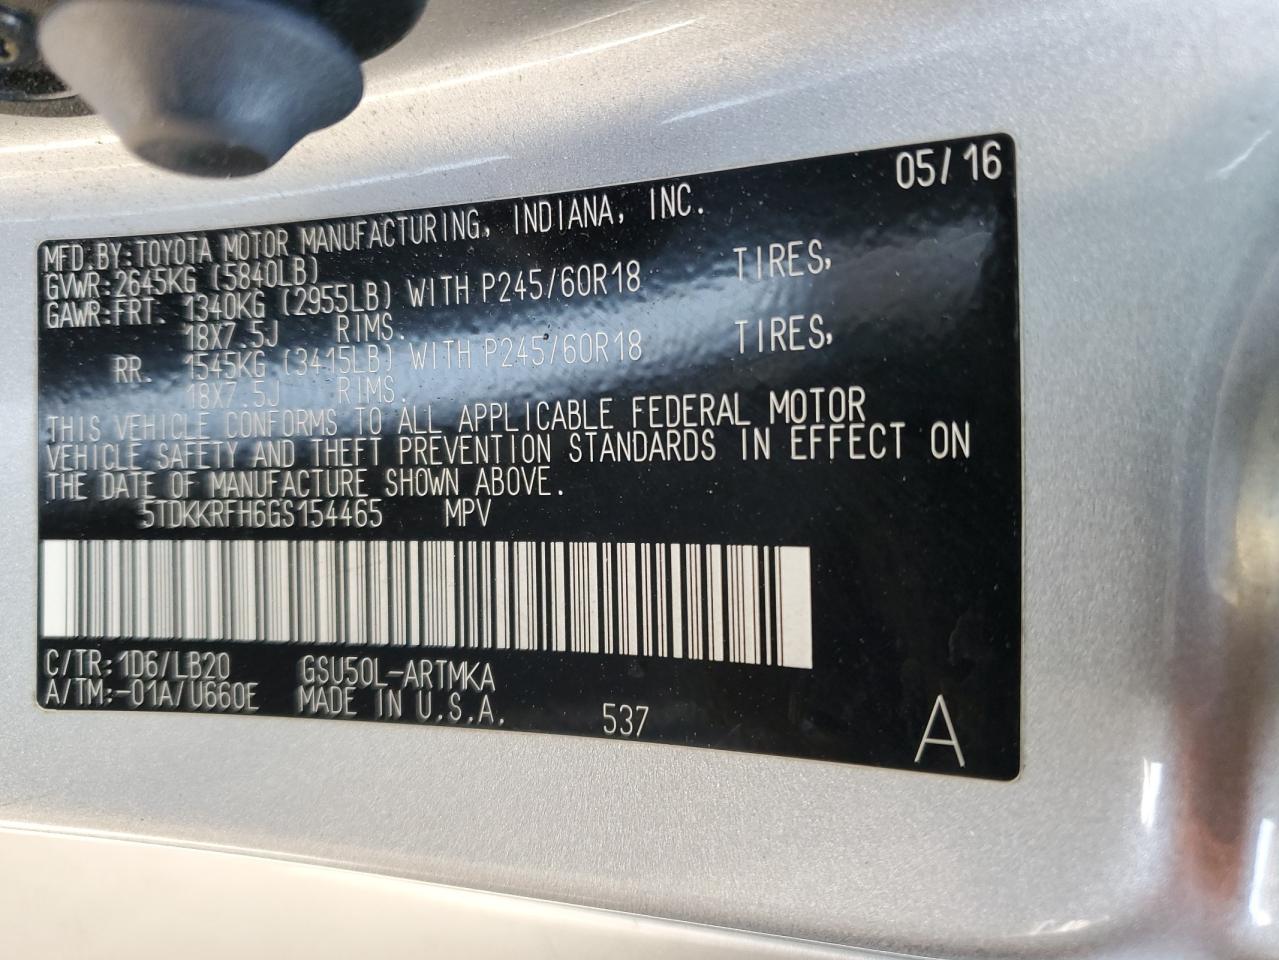 05/16
MFD.BY:TOYOTA MOTOR MANUFACTURING, INDIANA, INC.
GVWR:2645KG (5840LB)
GAWR:FRT. 1340KG (2955LB) WITH P245/60R18 TIRES,
18X7.5J RIMS.
RR. 1545KG (3415LB) WITH P245/60R18 TIRES,
18X7.5J RIMS.
THIS VEHICLE CONFORMS TO ALL APPLICABLE FEDERAL MOTOR
VEHICLE SAFETY AND THEFT PREVENTION STANDARDS IN EFFECT ON
THE DATE OF MANUFACTURE SHOWN ABOVE.
5TDKKRFH6GS154465 MPV
C/TR:1D6/LB20 GSU50L-ARTMKA
A/TM:-01A/U660E MADE IN U.S.A. 537
A